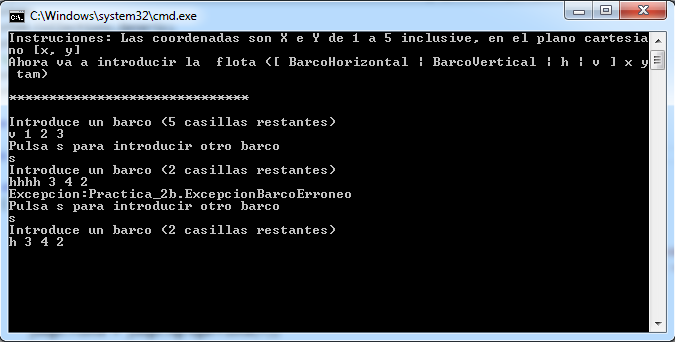 C:\Windows\system32\cmd.exe
Instruciones: Las coordenadas son X e Y de 1 a 5 inclusive, en el plano cartesia
no [x, y]
Ahora va a introducir la  flota ([ BarcoHorizontal ¦ BarcoVertical ¦ h ¦ v ] x y
 tam)
******************************
Introduce un barco (5 casillas restantes)
v 1 2 3
Pulsa s para introducir otro barco
s
Introduce un barco (2 casillas restantes)
hhhh 3 4 2
Excepcion:Practica_2b.ExcepcionBarcoErroneo
Pulsa s para introducir otro barco
s
Introduce un barco (2 casillas restantes)
h 3 4 2